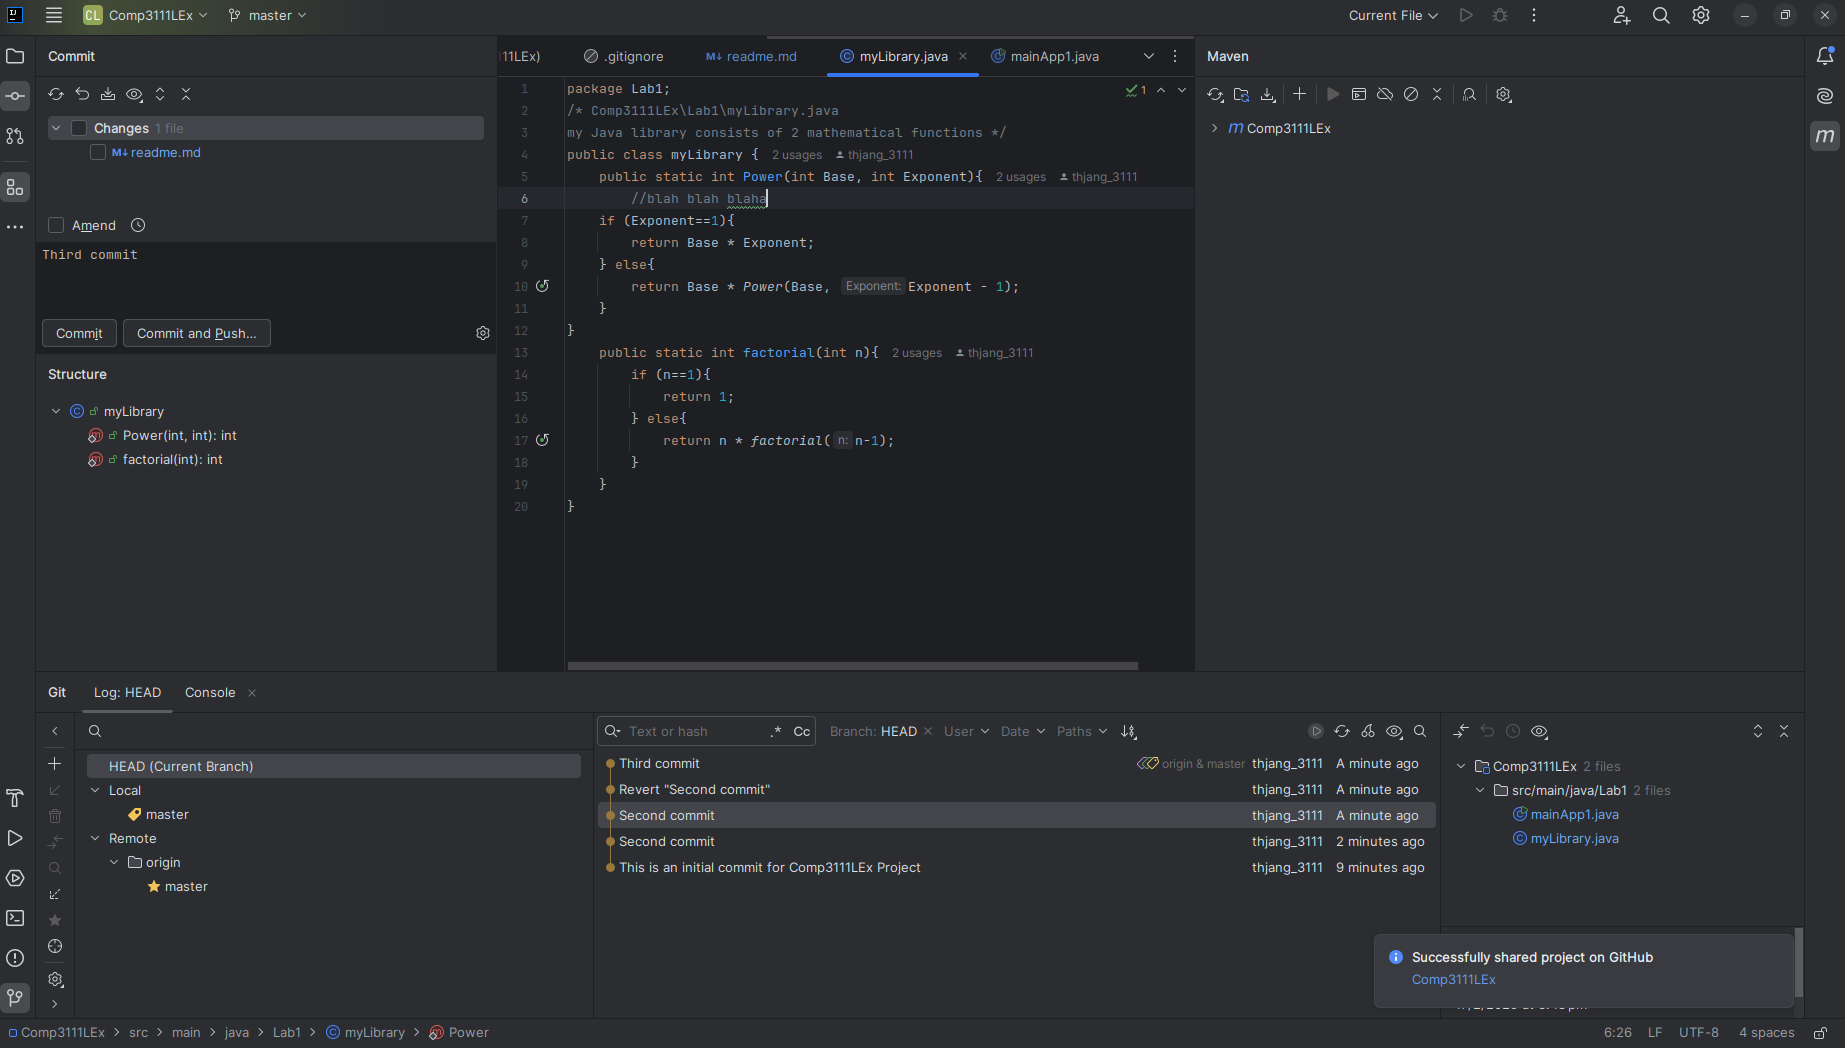 CL Comp3111LEx master
Current File
Commit
Changes 1 file
M↓ readme.md
Amend
Third commit
Commit
Commit and Push...
Structure
myLibrary
Power(int, int): int
factorial(int): int
11LEx)
.gitignore
M↓ readme.md
myLibrary.java
mainApp1.java
1 package Lab1;
1
2 /* Comp3111LEx\Lab1\myLibrary.java
3 my Java library consists of 2 mathematical functions */
4 public class myLibrary { 2 usages thjang_3111
5 public static int Power(int Base, int Exponent){ 2 usages thjang_3111
6 //blah blah blaha
7 if (Exponent==1){
8 return Base * Exponent;
9 } else{
10 return Base * Power(Base, Exponent: Exponent - 1);
11 }
12 }
13 public static int factorial(int n){ 2 usages thjang_3111
14 if (n==1){
15 return 1;
16 } else{
17 return n * factorial( n: n-1);
18 }
19 }
20 }
Maven
m Comp3111LEx
m
Git
Log: HEAD
Console
HEAD (Current Branch)
Local
master
Remote
origin
master
Text or hash .* Cc
Branch: HEAD
User
Date
Paths
Third commit origin & master thjang_3111 A minute ago
Revert "Second commit" thjang_3111 A minute ago
Second commit thjang_3111 A minute ago
Second commit thjang_3111 2 minutes ago
This is an initial commit for Comp3111LEx Project thjang_3111 9 minutes ago
Comp3111LEx 2 files
src/main/java/Lab1 2 files
mainApp1.java
myLibrary.java
Successfully shared project on GitHub
Comp3111LEx
Comp3111LEx > src > main > java > Lab1 > myLibrary > Power
6:26 LF UTF-8 4 spaces